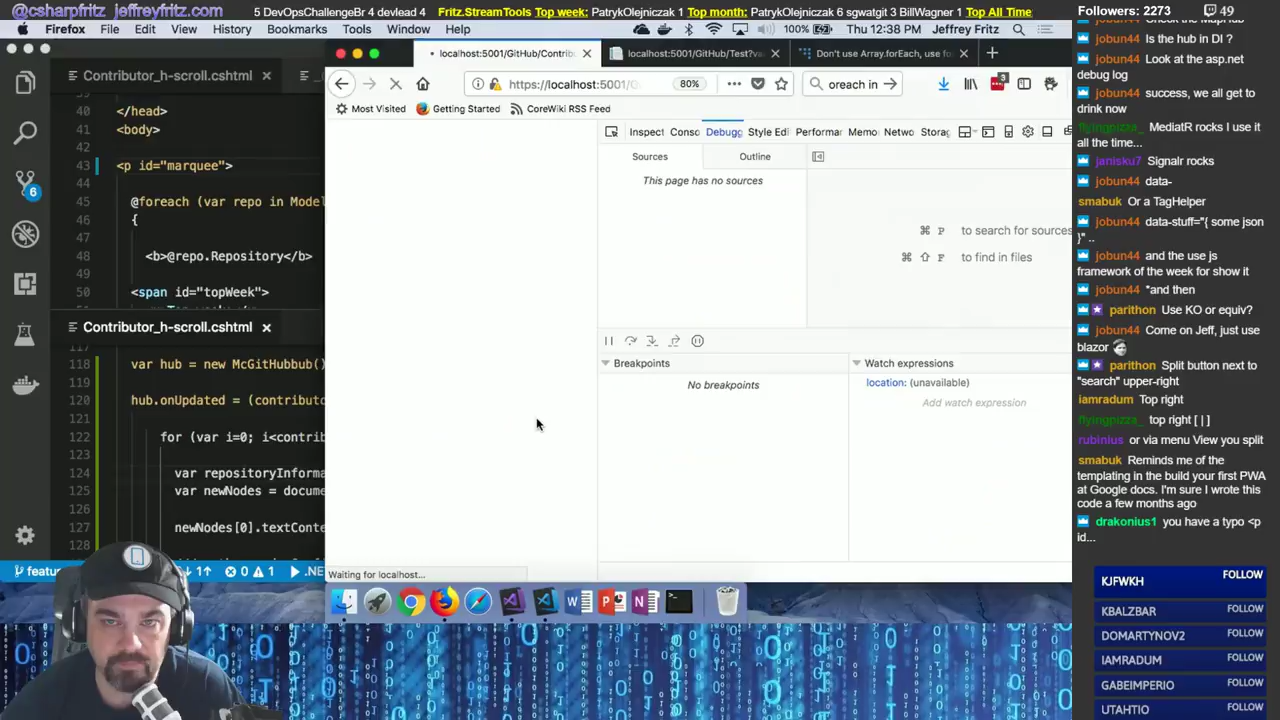 @csharpfritz jeffreyfritz.com
5 DevOpsChallengeBr 4 devlead 4 Fritz.StreamTools Top week: PatrykOlejniczak 1 Top month: PatrykOlejniczak 6 sgwatgit 3 BillWagner 1 Top All Time
Followers: 2273
49
Firefox File Edit View History Bookmarks Tools Window Help
100% Thu 12:38 PM Jeffrey Fritz
Contributor_h-scroll.cshtml
40 </head>
41 <body>
42
43 <p id="marquee">
44
45 @foreach (var repo in Model
46 {
47
48 <b>@repo.Repository</b>
49
50 <span id="topWeek">
Contributor_h-scroll.cshtml
118 var hub = new McGitHubbub()
119
120 hub.onUpdated = (contributo
121
122 for (var i=0; i<contrib
123
124 var repositoryInforma
125 var newNodes = docume
126
127 newNodes[0].textConte
128
6
featu
1↑
0 1
.NE
localhost:5001/GitHub/Contribu
localhost:5001/GitHub/Test?va
Don't use Array.forEach, use fo
https://localhost:5001/G
80%
oreach in
3
Most Visited Getting Started CoreWiki RSS Feed
Inspect Conso Debugg Style Edi Performar Memo Netwo Storag
Sources Outline
This page has no sources
⌘ P to search for sources
⌘ ⇧ F to find in files
Breakpoints
No breakpoints
Watch expressions
location: (unavailable)
Add watch expression
Waiting for localhost...
jobun44 Is the hub in DI ?
jobun44 Look at the asp.net
debug log
jobun44 success, we all get to
drink now
flyingpizza_ MediatR rocks I use it
all the time...
janisku7 Signalr rocks
jobun44 data-
smabuk Or a TagHelper
jobun44 data-stuff="{ some json
}" ..
jobun44 and the use js
framework of the week for show it
jobun44 *and then
parithon Use KO or equiv?
jobun44 Come on Jeff, just use
blazor
parithon Split button next to
"search" upper-right
iamradum Top right
flyingpizza_ top right [ | ]
rubinius or via menu View you split
smabuk Reminds me of the
templating in the build your first PWA
at Google docs. I'm sure I wrote this
code a few months ago
drakonius1 you have a typo <p
id...
KJFWKH FOLLOW
KBALZBAR FOLLOW
DOMARTYNOV2 FOLLOW
IAMRADUM FOLLOW
GABEIMPERIO FOLLOW
UTAHTIO FOLLOW